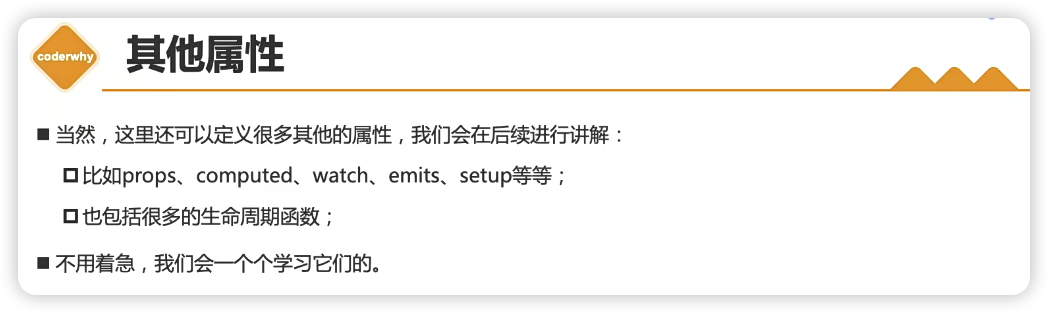 coderwhy
其他属性
当然，这里还可以定义很多其他的属性，我们会在后续进行讲解：
比如props、computed、watch、emits、setup等等；
也包括很多的生命周期函数；
不用着急，我们会一个个学习它们的。